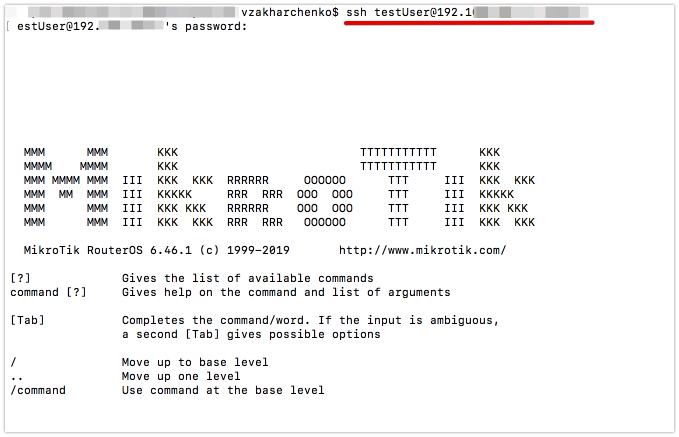 vzakharchenko$ ssh testUser@192.1
[ estUser@192. 's password:
MMM      MMM       KKK                          TTTTTTTTTTT      KKK
MMMM    MMMM       KKK                          TTTTTTTTTTT      KKK
MMM MMMM MMM  III  KKK  KKK  RRRRRR     OOOOOO      TTT     III  KKK  KKK
MMM  MM  MMM  III  KKKKK     RRR  RRR  OOO  OOO     TTT     III  KKKKK
MMM      MMM  III  KKK KKK   RRRRRR    OOO  OOO     TTT     III  KKK KKK
MMM      MMM  III  KKK  KKK  RRR  RRR   OOOOOO      TTT     III  KKK  KKK
MikroTik RouterOS 6.46.1 (c) 1999-2019       http://www.mikrotik.com/
[?]             Gives the list of available commands
command [?]     Gives help on the command and list of arguments
[Tab]           Completes the command/word. If the input is ambiguous,
a second [Tab] gives possible options
/               Move up to base level
..              Move up one level
/command        Use command at the base level